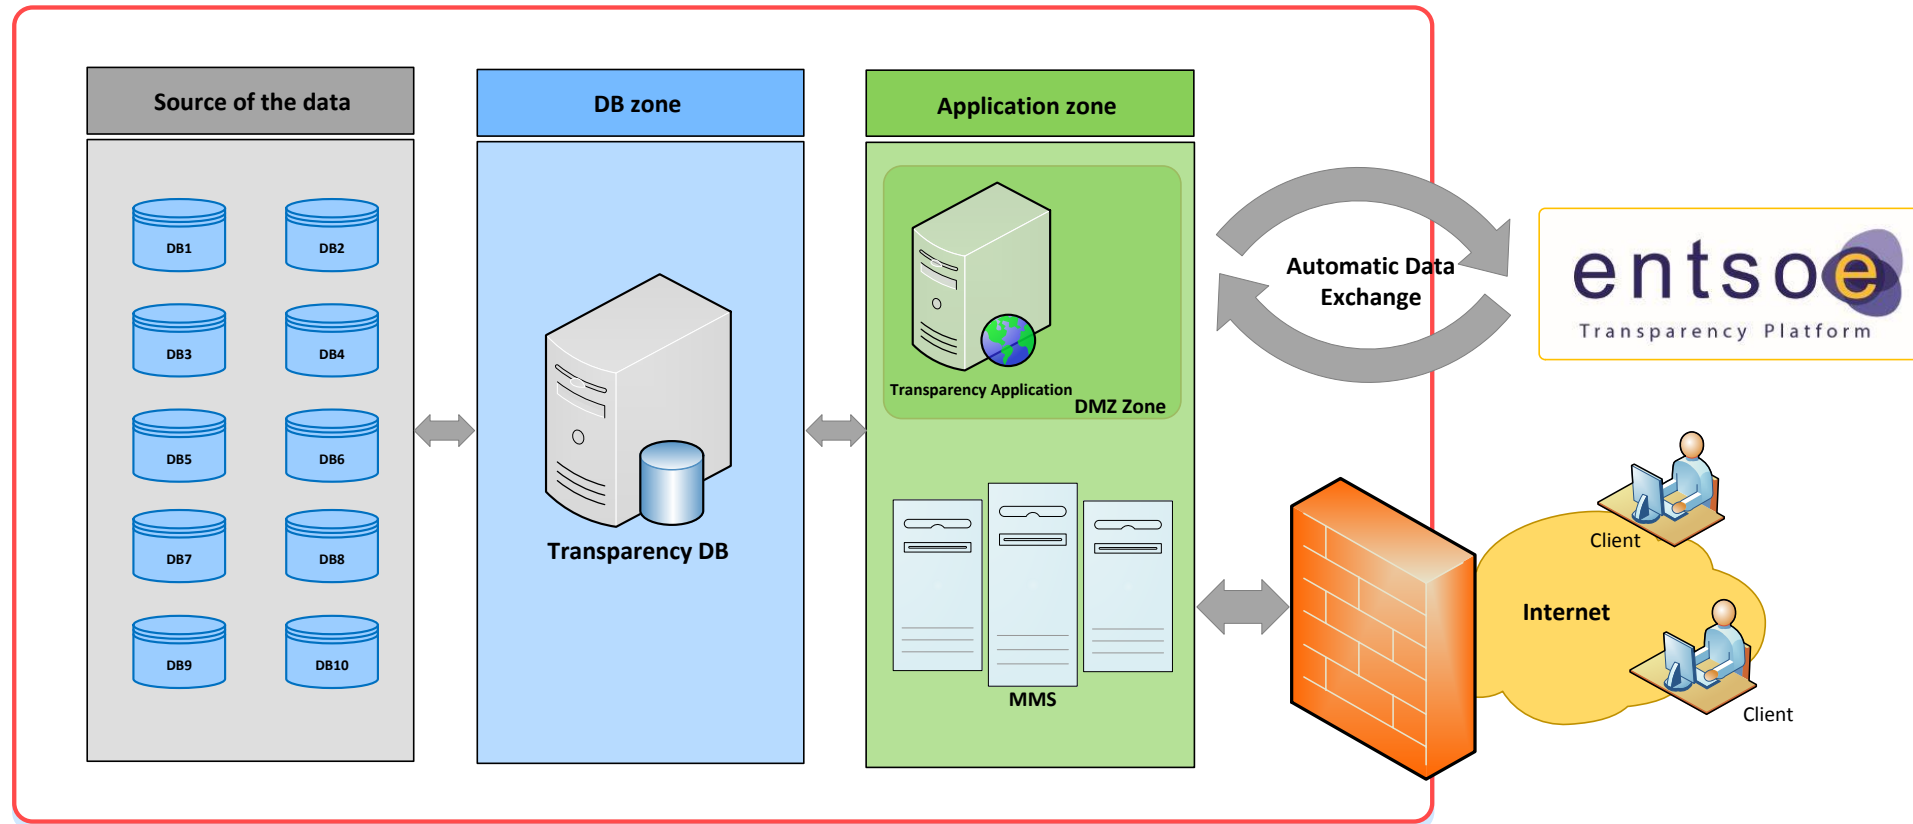 Source of the data
DB zone
Application zone
DB1
DB2
DB3
DB4
DB5
DB6
DB7
DB8
DB9
DB10
Transparency DB
Transparency Application
DMZ Zone
MMS
Automatic Data
Exchange
entsoe
Transparency Platform
Client
Internet
Client